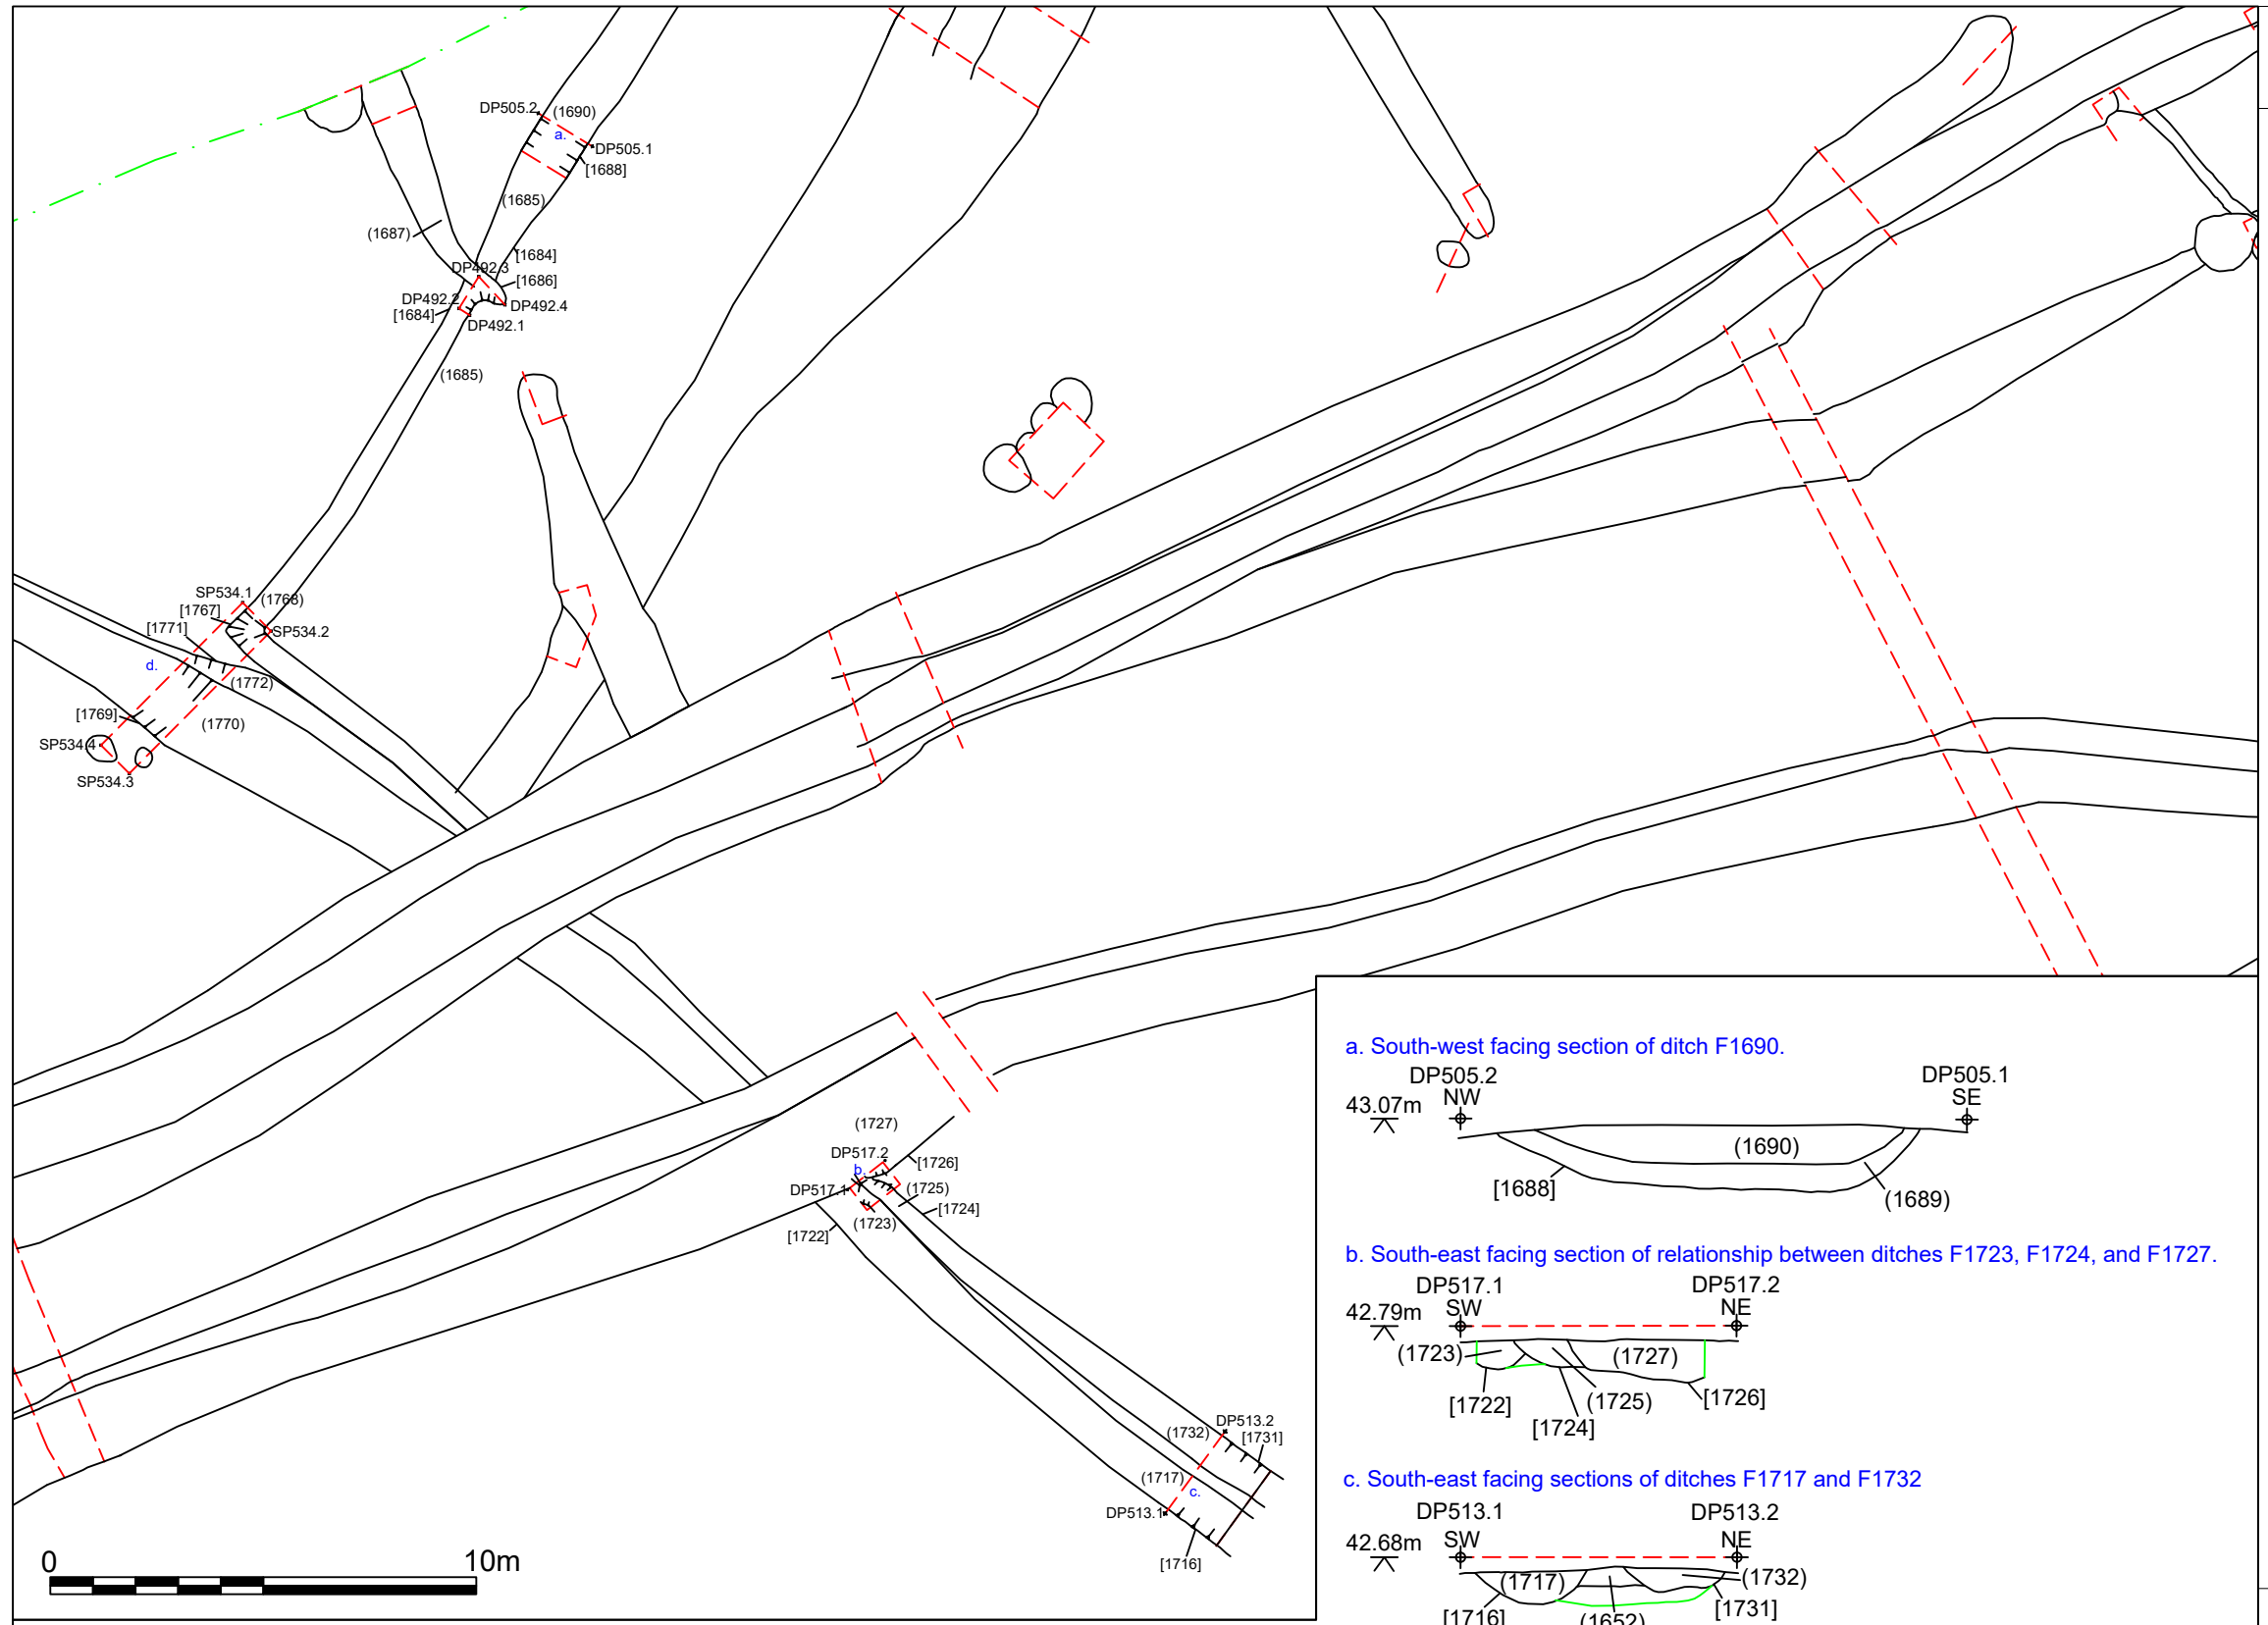 DP505.2
(1690)
a.
DP505.1
[1688]
(1685)
(1687)
[1684]
DP492.3
[1686]
DP492.2
DP492.4
[1684]
DP492.1
(1685)
SP534.1
(1768)
[1767]
[1771]
SP534.2
d.
(1772)
[1769]
(1770)
SP534.4
SP534.3
(1727)
DP517.2
b.
[1726]
DP517.1
(1725)
[1724]
(1723)
[1722]
DP513.2
(1732)
[1731]
(1717)
c.
DP513.1
[1716]
0
10m
a. South-west facing section of ditch F1690.
DP505.2
DP505.1
NW
SE
43.07m
(1690)
[1688]
(1689)
b. South-east facing section of relationship between ditches F1723, F1724, and F1727.
DP517.1
DP517.2
SW
NE
42.79m
(1723)
(1727)
[1722]
(1725)
[1726]
[1724]
c. South-east facing sections of ditches F1717 and F1732
DP513.1
DP513.2
SW
NE
42.68m
(1717)
(1732)
[1716]
(1652)
[1731]